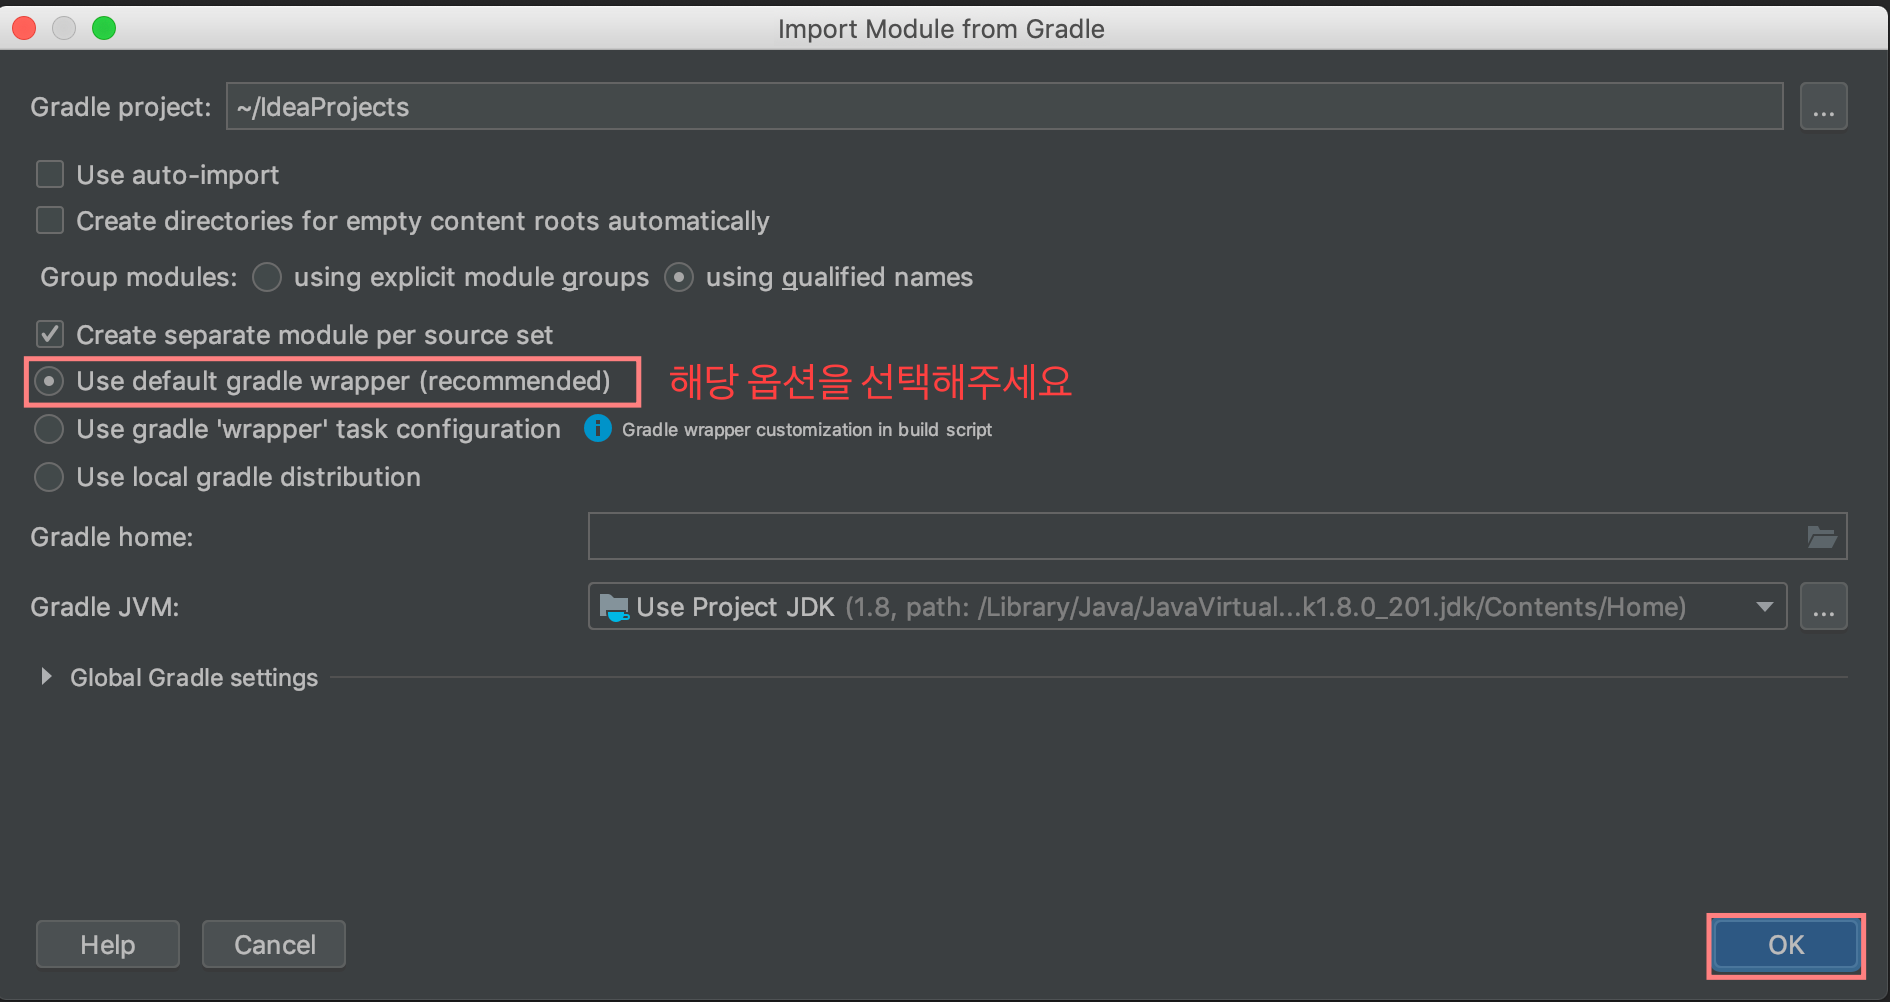 Import Module from Gradle
Gradle project: ~/IdeaProjects ...
Use auto-import
Create directories for empty content roots automatically
Group modules: using explicit module groups using qualified names
Create separate module per source set
Use default gradle wrapper (recommended) 해당 옵션을 선택해주세요
Use gradle 'wrapper' task configuration Gradle wrapper customization in build script
Use local gradle distribution
Gradle home:
Gradle JVM: Use Project JDK (1.8, path: /Library/Java/JavaVirtual...k1.8.0_201.jdk/Contents/Home) ...
Global Gradle settings
Help Cancel OK